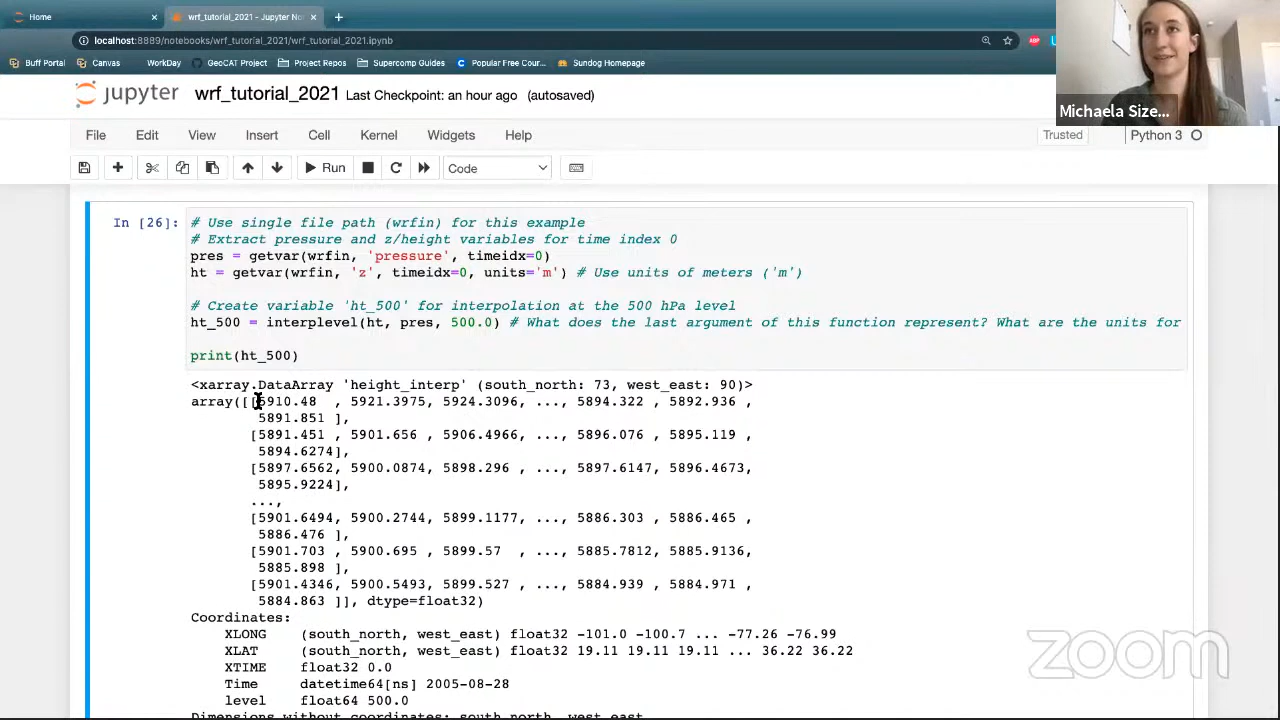 Home
wrf_tutorial_2021 - Jupyter No
localhost:8889/notebooks/wrf_tutorial_2021/wrf_tutorial_2021.ipynb
ABP
Buff Portal
Canvas
WorkDay
GeoCAT Project
Project Repos
Supercomp Guides
Popular Free Cour...
Sundog Homepage
Michaela Size...
jupyter
wrf_tutorial_2021 Last Checkpoint: an hour ago (autosaved)
File Edit View Insert Cell Kernel Widgets Help
Trusted
Python 3
Run
Code
In [26]:
# Use single file path (wrfin) for this example
# Extract pressure and z/height variables for time index 0
pres = getvar(wrfin, 'pressure', timeidx=0)
ht = getvar(wrfin, 'z', timeidx=0, units='m') # Use units of meters ('m')
# Create variable 'ht_500' for interpolation at the 500 hPa level
ht_500 = interplevel(ht, pres, 500.0) # What does the last argument of this function represent? What are the units for
print(ht_500)
<xarray.DataArray 'height_interp' (south_north: 73, west_east: 90)>
array([[5910.48 , 5921.3975, 5924.3096, ..., 5894.322 , 5892.936 ,
5891.851 ],
[5891.451 , 5901.656 , 5906.4966, ..., 5896.076 , 5895.119 ,
5894.6274],
[5897.6562, 5900.0874, 5898.296 , ..., 5897.6147, 5896.4673,
5895.9224],
...,
[5901.6494, 5900.2744, 5899.1177, ..., 5886.303 , 5886.465 ,
5886.476 ],
[5901.703 , 5900.695 , 5899.57 , ..., 5885.7812, 5885.9136,
5885.898 ],
[5901.4346, 5900.5493, 5899.527 , ..., 5884.939 , 5884.971 ,
5884.863 ]], dtype=float32)
Coordinates:
XLONG (south_north, west_east) float32 -101.0 -100.7 ... -77.26 -76.99
XLAT (south_north, west_east) float32 19.11 19.11 19.11 ... 36.22 36.22
XTIME float32 0.0
Time datetime64[ns] 2005-08-28
level float64 500.0
Dimensions without coordinates: south_north, west_east
zoom